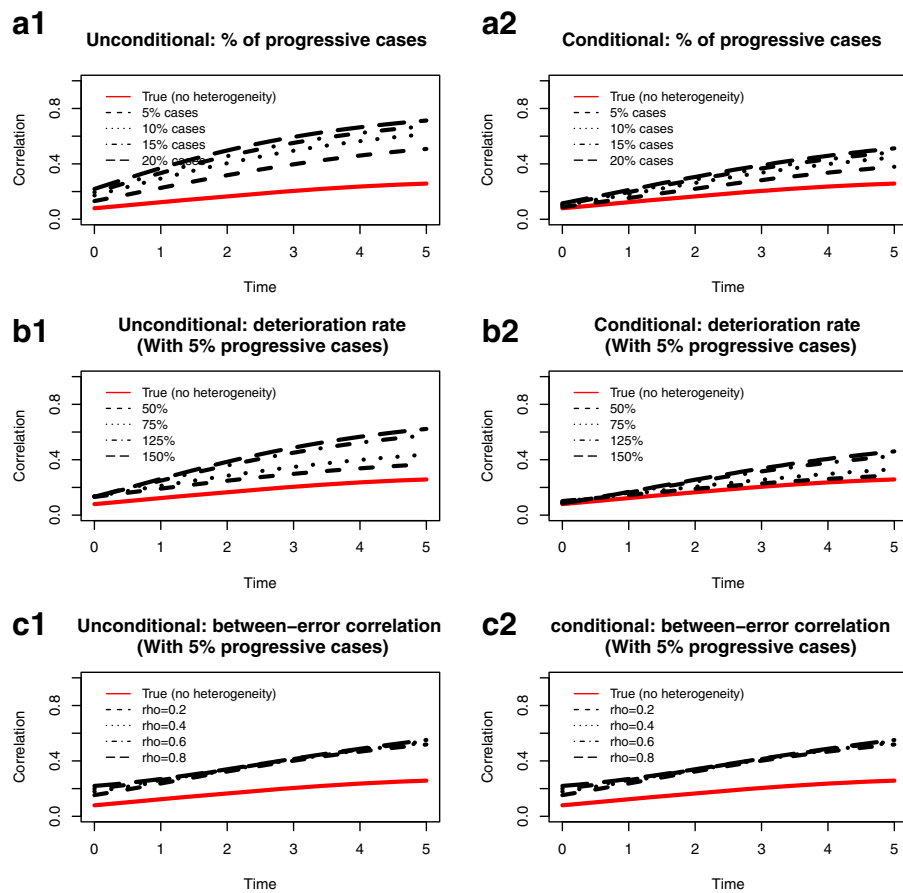 a1
Unconditional: % of progressive cases
Correlation
0.0 0.4 0.8
True (no heterogeneity)
5% cases
10% cases
15% cases
20% cases
0 1 2 3 4 5
Time
a2
Conditional: % of progressive cases
Correlation
0.0 0.4 0.8
True (no heterogeneity)
5% cases
10% cases
15% cases
20% cases
0 1 2 3 4 5
Time
b1
Unconditional: deterioration rate
(With 5% progressive cases)
Correlation
0.0 0.4 0.8
True (no heterogeneity)
50%
75%
125%
150%
0 1 2 3 4 5
Time
b2
Conditional: deterioration rate
(With 5% progressive cases)
Correlation
0.0 0.4 0.8
True (no heterogeneity)
50%
75%
125%
150%
0 1 2 3 4 5
Time
c1
Unconditional: between−error correlation
(With 5% progressive cases)
Correlation
0.0 0.4 0.8
True (no heterogeneity)
rho=0.2
rho=0.4
rho=0.6
rho=0.8
0 1 2 3 4 5
Time
c2
conditional: between−error correlation
(With 5% progressive cases)
Correlation
0.0 0.4 0.8
True (no heterogeneity)
rho=0.2
rho=0.4
rho=0.6
rho=0.8
0 1 2 3 4 5
Time